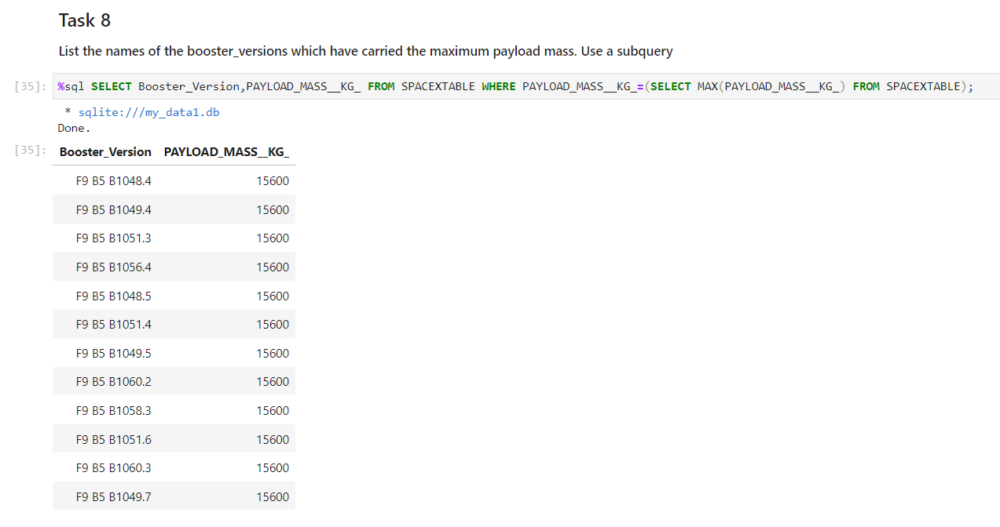 Task 8
List the names of the booster_versions which have carried the maximum payload mass. Use a subquery
[35]: %sql SELECT Booster_Version,PAYLOAD_MASS__KG_ FROM SPACEXTABLE WHERE PAYLOAD_MASS__KG_=(SELECT MAX(PAYLOAD_MASS__KG_) FROM SPACEXTABLE);
* sqlite:///my_data1.db
Done.
[35]: Booster_Version PAYLOAD_MASS__KG_
F9 B5 B1048.4 15600
F9 B5 B1049.4 15600
F9 B5 B1051.3 15600
F9 B5 B1056.4 15600
F9 B5 B1048.5 15600
F9 B5 B1051.4 15600
F9 B5 B1049.5 15600
F9 B5 B1060.2 15600
F9 B5 B1058.3 15600
F9 B5 B1051.6 15600
F9 B5 B1060.3 15600
F9 B5 B1049.7 15600